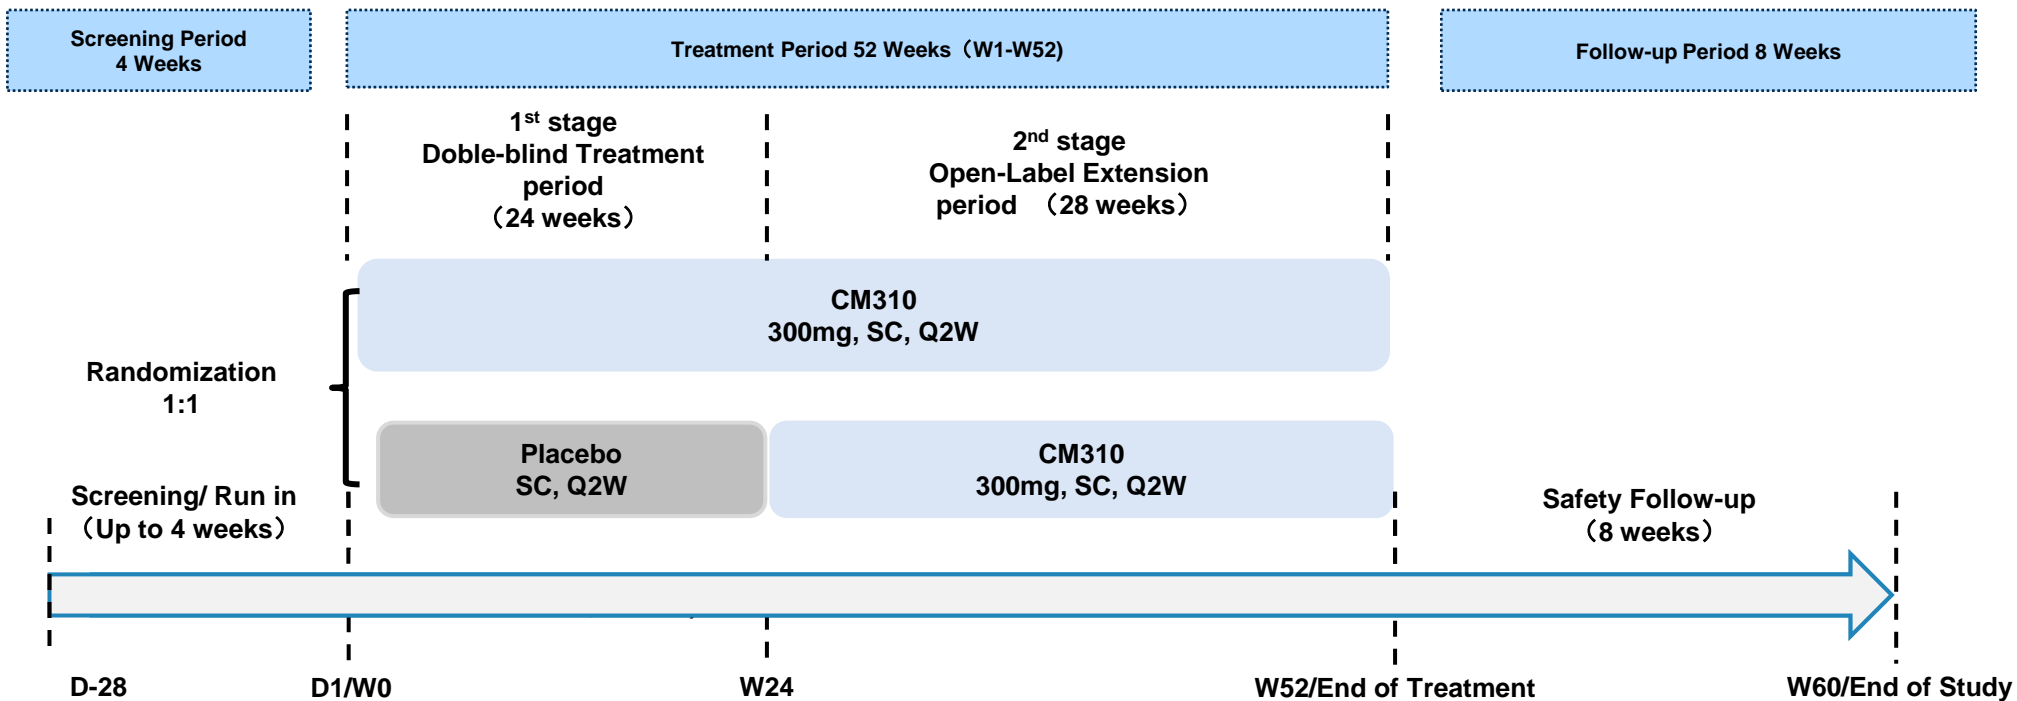 Screening Period
4 Weeks
Treatment Period 52 Weeks（W1-W52)
Follow-up Period 8 Weeks
1st stage
Doble-blind Treatment
period
（24 weeks）
2nd stage
Open-Label Extension
period （28 weeks）
CM310
300mg, SC, Q2W
Randomization
1:1
Placebo
SC, Q2W
CM310
300mg, SC, Q2W
Screening/ Run in
（Up to 4 weeks）
Safety Follow-up
（8 weeks）
D-28
D1/W0
W24
W52/End of Treatment
W60/End of Study